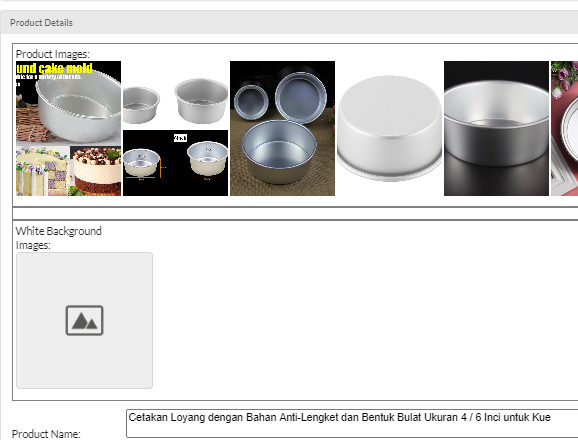 Product Details
Product Images:
und cake mold
White Background
Images:
Product Name:
Cetakan Loyang dengan Bahan Anti-Lengket dan Bentuk Bulat Ukuran 4 / 6 Inci untuk Kue